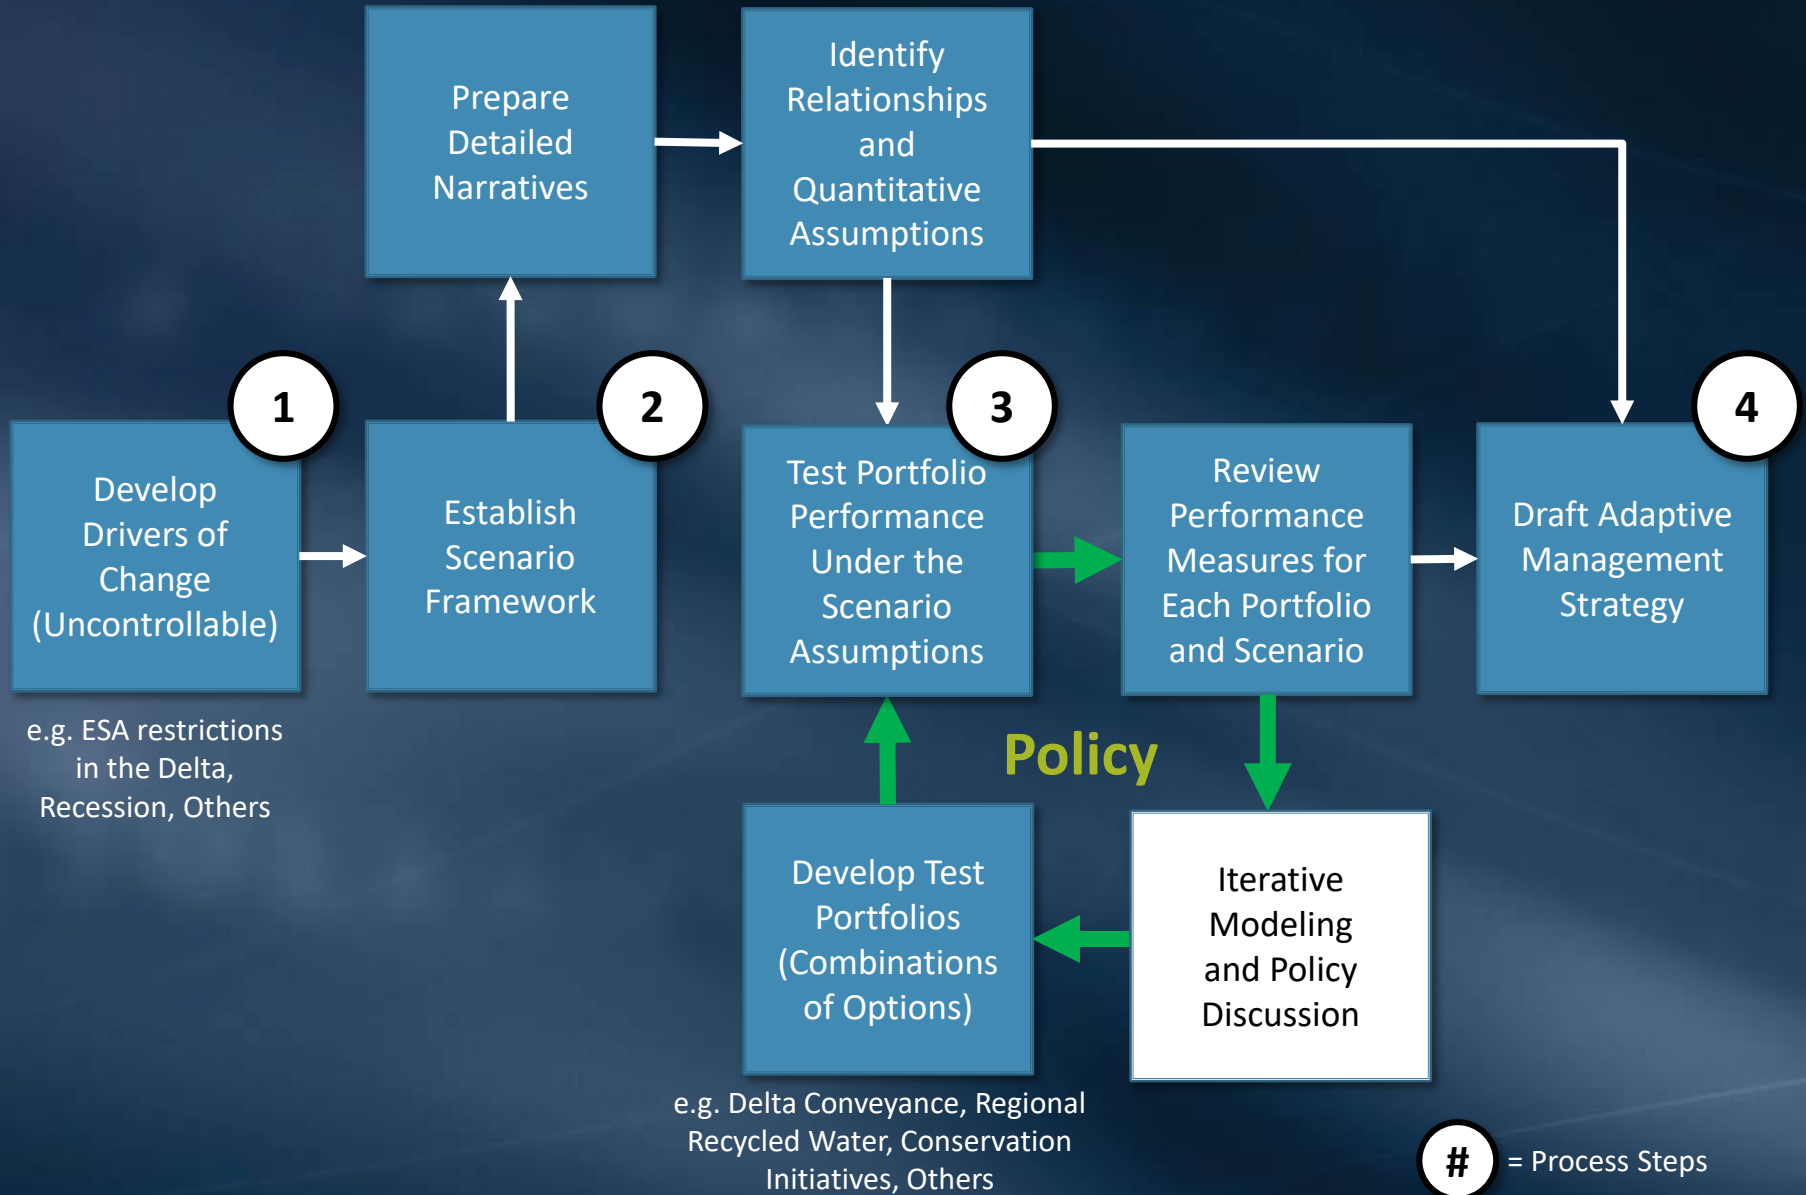 Prepare
Detailed
Narratives
Identify
Relationships
and
Quantitative
Assumptions
1
2
3
4
Develop
Drivers of
Change
(Uncontrollable)
Establish
Scenario
Framework
Test Portfolio
Performance
Under the
Scenario
Assumptions
Review
Performance
Measures for
Each Portfolio
and Scenario
Draft Adaptive
Management
Strategy
e.g. ESA restrictions
in the Delta,
Recession, Others
Policy
Develop Test
Portfolios
(Combinations
of Options)
Iterative
Modeling
and Policy
Discussion
e.g. Delta Conveyance, Regional
Recycled Water, Conservation
Initiatives, Others
# = Process Steps